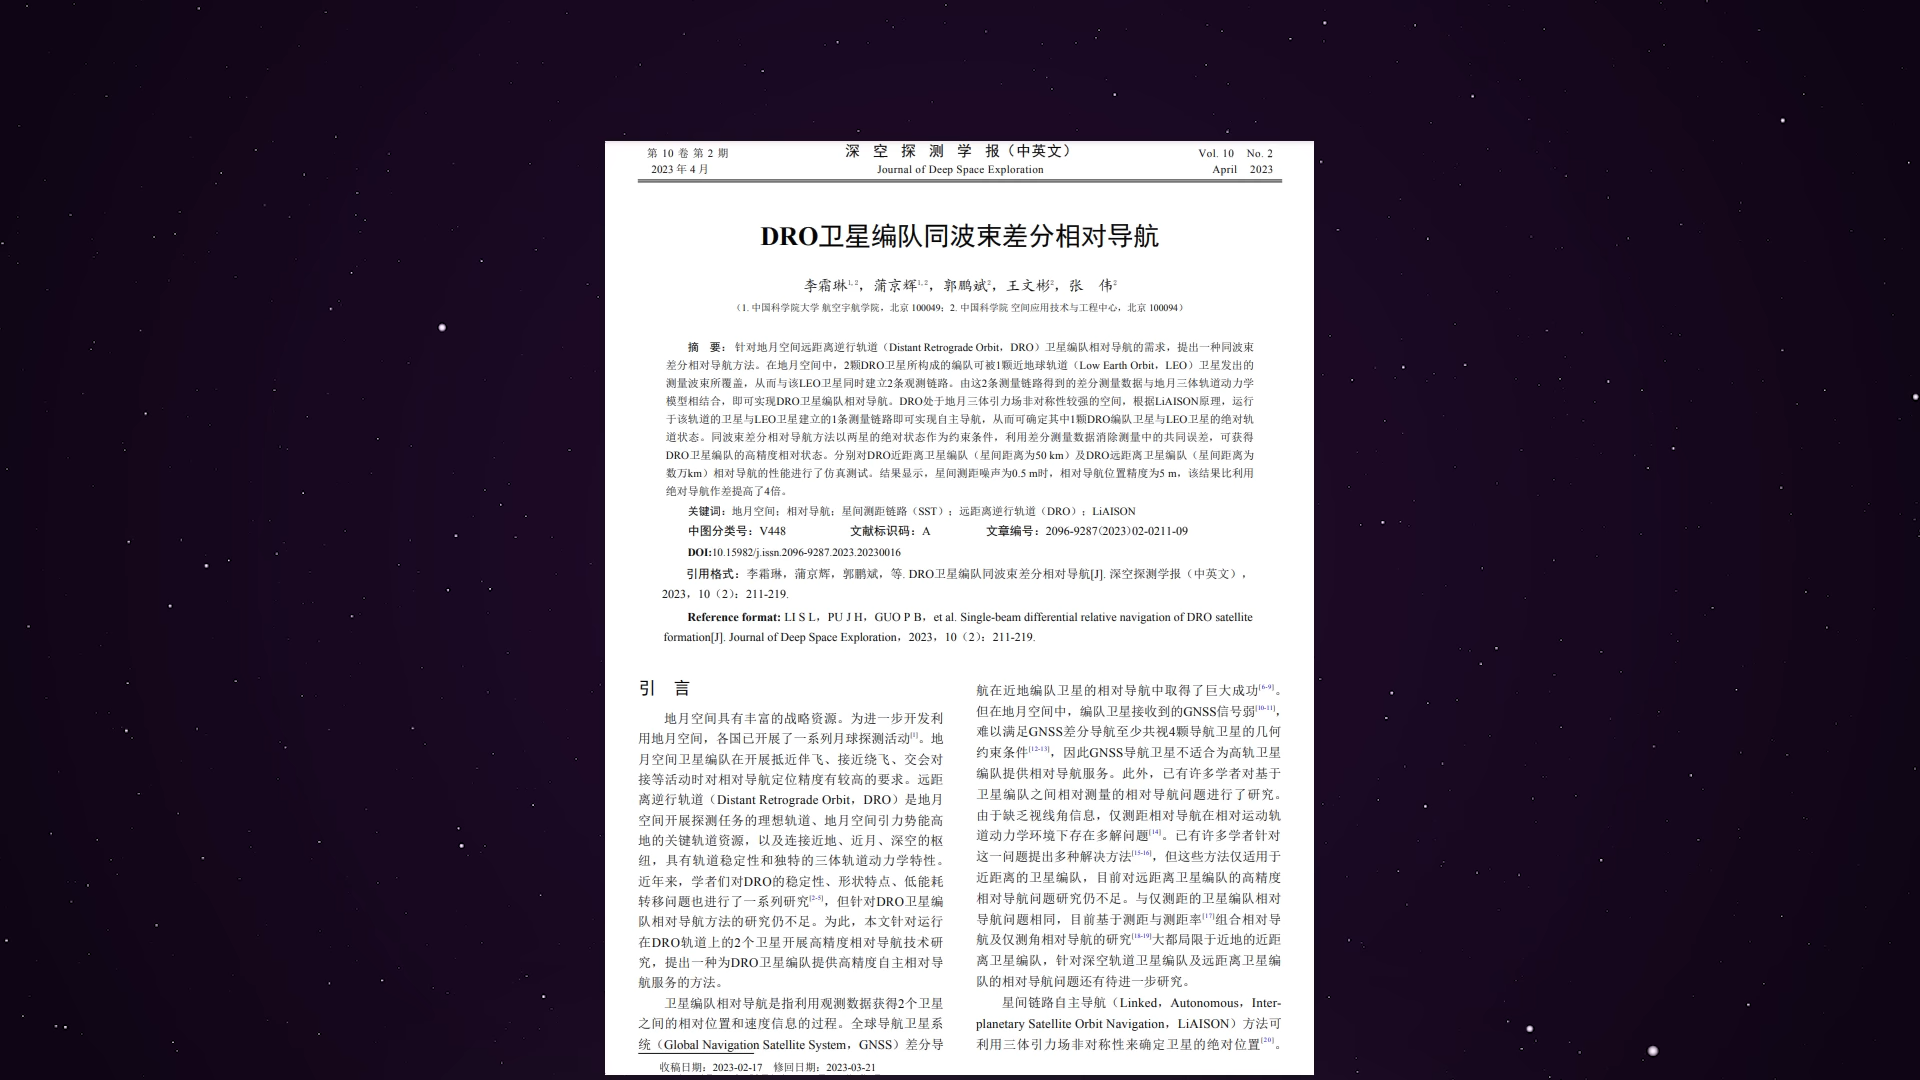 第 10 卷 第 2 期
深 空 探 测 学 报（中英文）
Vol. 10 No. 2
2023 年 4 月
Journal of Deep Space Exploration
April 2023
DRO卫星编队同波束差分相对导航
李霜琳1,2，蒲京辉1,2，郭鹏斌2，王文彬2，张 伟2
（1. 中国科学院大学 航空宇航学院，北京 100049；2. 中国科学院 空间应用技术与工程中心，北京 100094）
摘 要： 针对地月空间远距离逆行轨道（Distant Retrograde Orbit，DRO）卫星编队相对导航的需求，提出一种同波束
差分相对导航方法。在地月空间中，2颗DRO卫星所构成的编队可被1颗近地球轨道（Low Earth Orbit，LEO）卫星发出的
测量波束所覆盖，从而与该LEO卫星同时建立2条观测链路。由这2条测量链路得到的差分测量数据与地月三体轨道动力学
模型相结合，即可实现DRO卫星编队相对导航。DRO处于地月三体引力场非对称性较强的空间，根据LiAISON原理，运行
于该轨道的卫星与LEO卫星建立的1条测量链路即可实现自主导航，从而可确定其中1颗DRO编队卫星与LEO卫星的绝对轨
道状态。同波束差分相对导航方法以两星的绝对状态作为约束条件，利用差分测量数据消除测量中的共同误差，可获得
DRO卫星编队的高精度相对状态。分别对DRO近距离卫星编队（星间距离为50 km）及DRO远距离卫星编队（星间距离为
数万km）相对导航的性能进行了仿真测试。结果显示，星间测距噪声为0.5 m时，相对导航位置精度为5 m，该结果比利用
绝对导航作差提高了4倍。
关键词：地月空间；相对导航；星间测距链路（SST）；远距离逆行轨道（DRO）；LiAISON
中图分类号：V448 文献标识码：A 文章编号：2096-9287(2023)02-0211-09
DOI:10.15982/j.issn.2096-9287.2023.20230016
引用格式：李霜琳，蒲京辉，郭鹏斌，等. DRO卫星编队同波束差分相对导航[J]. 深空探测学报（中英文），
2023，10（2）：211-219.
Reference format: LI S L，PU J H，GUO P B，et al. Single-beam differential relative navigation of DRO satellite
formation[J]. Journal of Deep Space Exploration，2023，10（2）：211-219.
引 言
地月空间具有丰富的战略资源。为进一步开发利
用地月空间，各国已开展了一系列月球探测活动[1]。地
月空间卫星编队在开展抵近伴飞、接近绕飞、交会对
接等活动时对相对导航定位精度有较高的要求。远距
离逆行轨道（Distant Retrograde Orbit，DRO）是地月
空间开展探测任务的理想轨道、地月空间引力势能高
地的关键轨道资源，以及连接近地、近月、深空的枢
纽，具有轨道稳定性和独特的三体轨道动力学特性。
近年来，学者们对DRO的稳定性、形状特点、低能耗
转移问题也进行了一系列研究[2-5]，但针对DRO卫星编
队相对导航方法的研究仍不足。为此，本文针对运行
在DRO轨道上的2个卫星开展高精度相对导航技术研
究，提出一种为DRO卫星编队提供高精度自主相对导
航服务的方法。
卫星编队相对导航是指利用观测数据获得2个卫星
之间的相对位置和速度信息的过程。全球导航卫星系
统（Global Navigation Satellite System，GNSS）差分导
航在近地编队卫星的相对导航中取得了巨大成功[6-9]。
但在地月空间中，编队卫星接收到的GNSS信号弱[10-11]，
难以满足GNSS差分导航至少共视4颗导航卫星的几何
约束条件[12-13]，因此GNSS导航卫星不适合为高轨卫星
编队提供相对导航服务。此外，已有许多学者对基于
卫星编队之间相对测量的相对导航问题进行了研究。
由于缺乏视线角信息，仅测距相对导航在相对运动轨
道动力学环境下存在多解问题[14]。已有许多学者针对
这一问题提出多种解决方法[15-16]，但这些方法仅适用于
近距离的卫星编队，目前对远距离卫星编队的高精度
相对导航问题研究仍不足。与仅测距的卫星编队相对
导航问题相同，目前基于测距与测距率[17]组合相对导
航及仅测角相对导航的研究[18-19]大都局限于近地的近距
离卫星编队，针对深空轨道卫星编队及远距离卫星编
队的相对导航问题还有待进一步研究。
星间链路自主导航（Linked，Autonomous，Inter-
planetary Satellite Orbit Navigation，LiAISON）方法可
利用三体引力场非对称性来确定卫星的绝对位置[20]。
收稿日期：2023-02-17 修回日期：2023-03-21